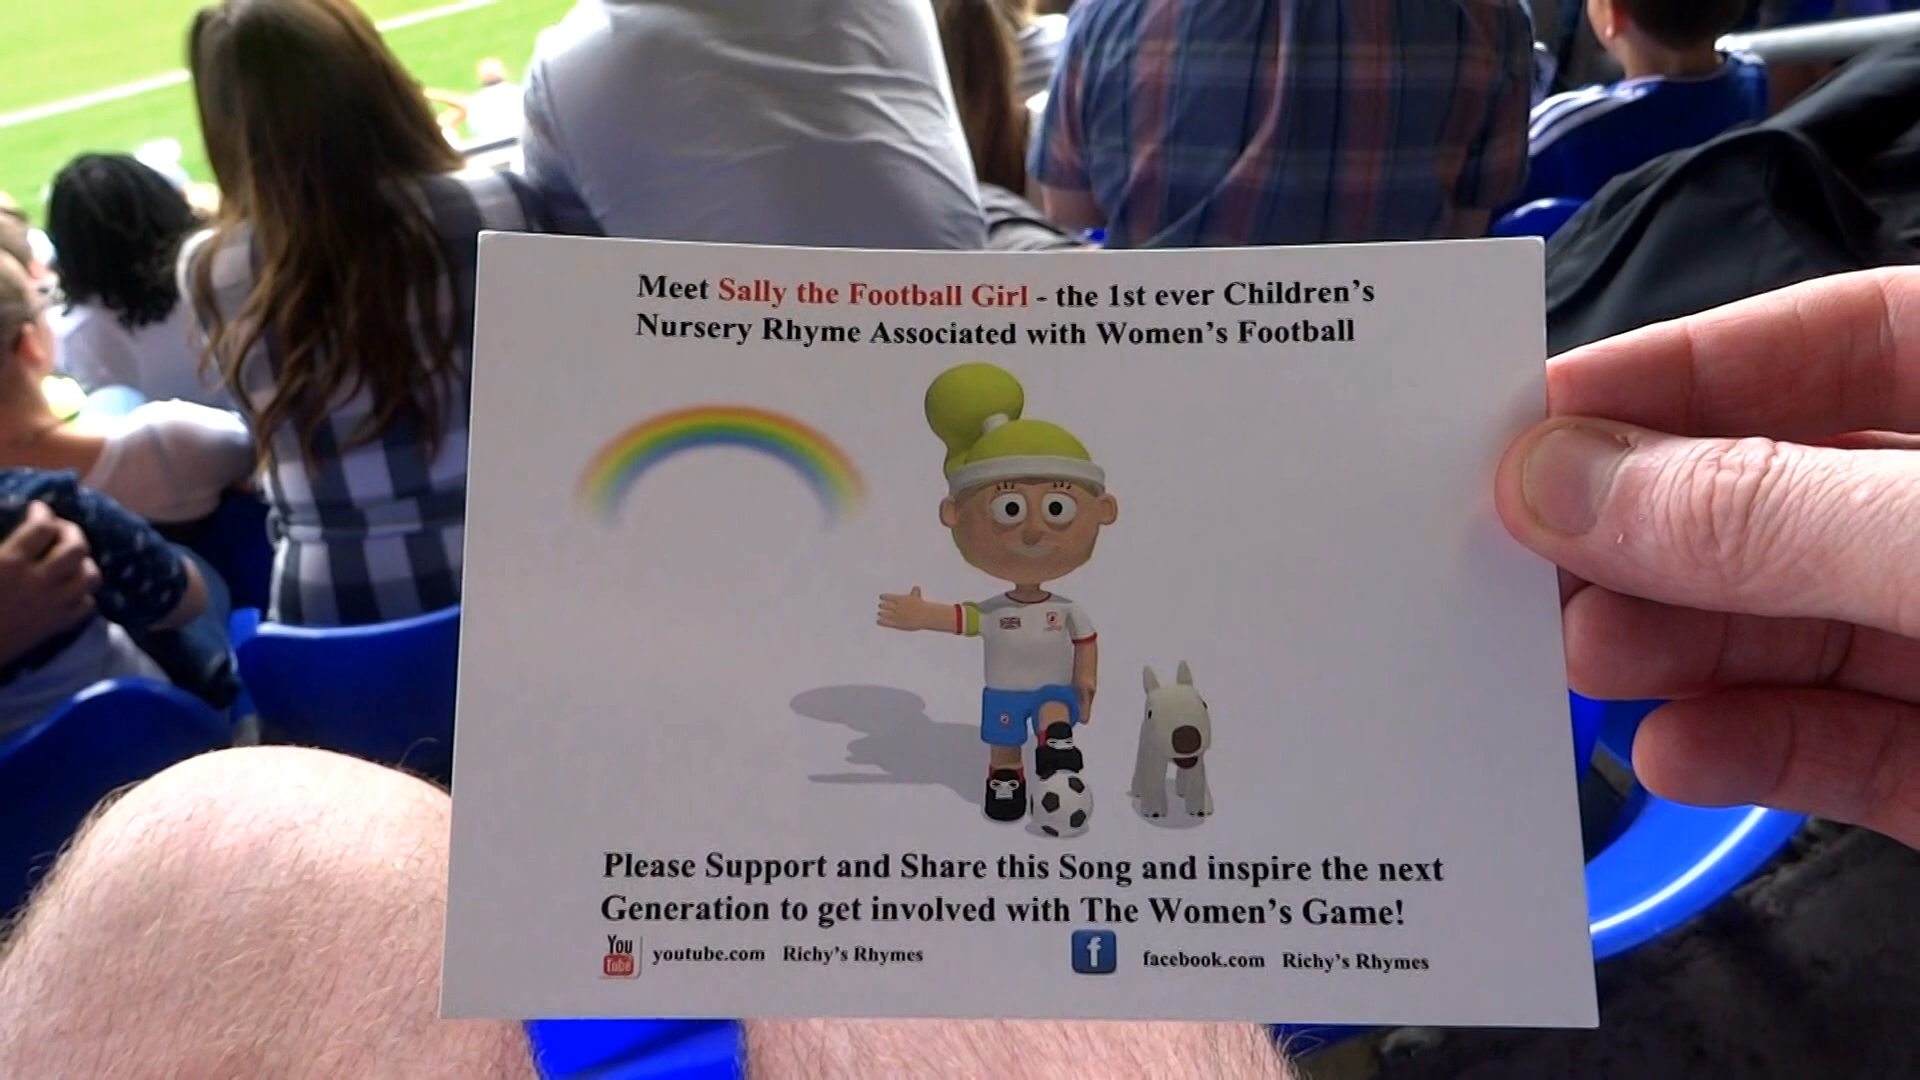 Meet Sally the Football Girl - the 1st ever Children's
Nursery Rhyme Associated with Women's Football
Please Support and Share this Song and inspire the next
Generation to get involved with The Women's Game!
You Tube youtube.com Richy's Rhymes
f facebook.com Richy's Rhymes